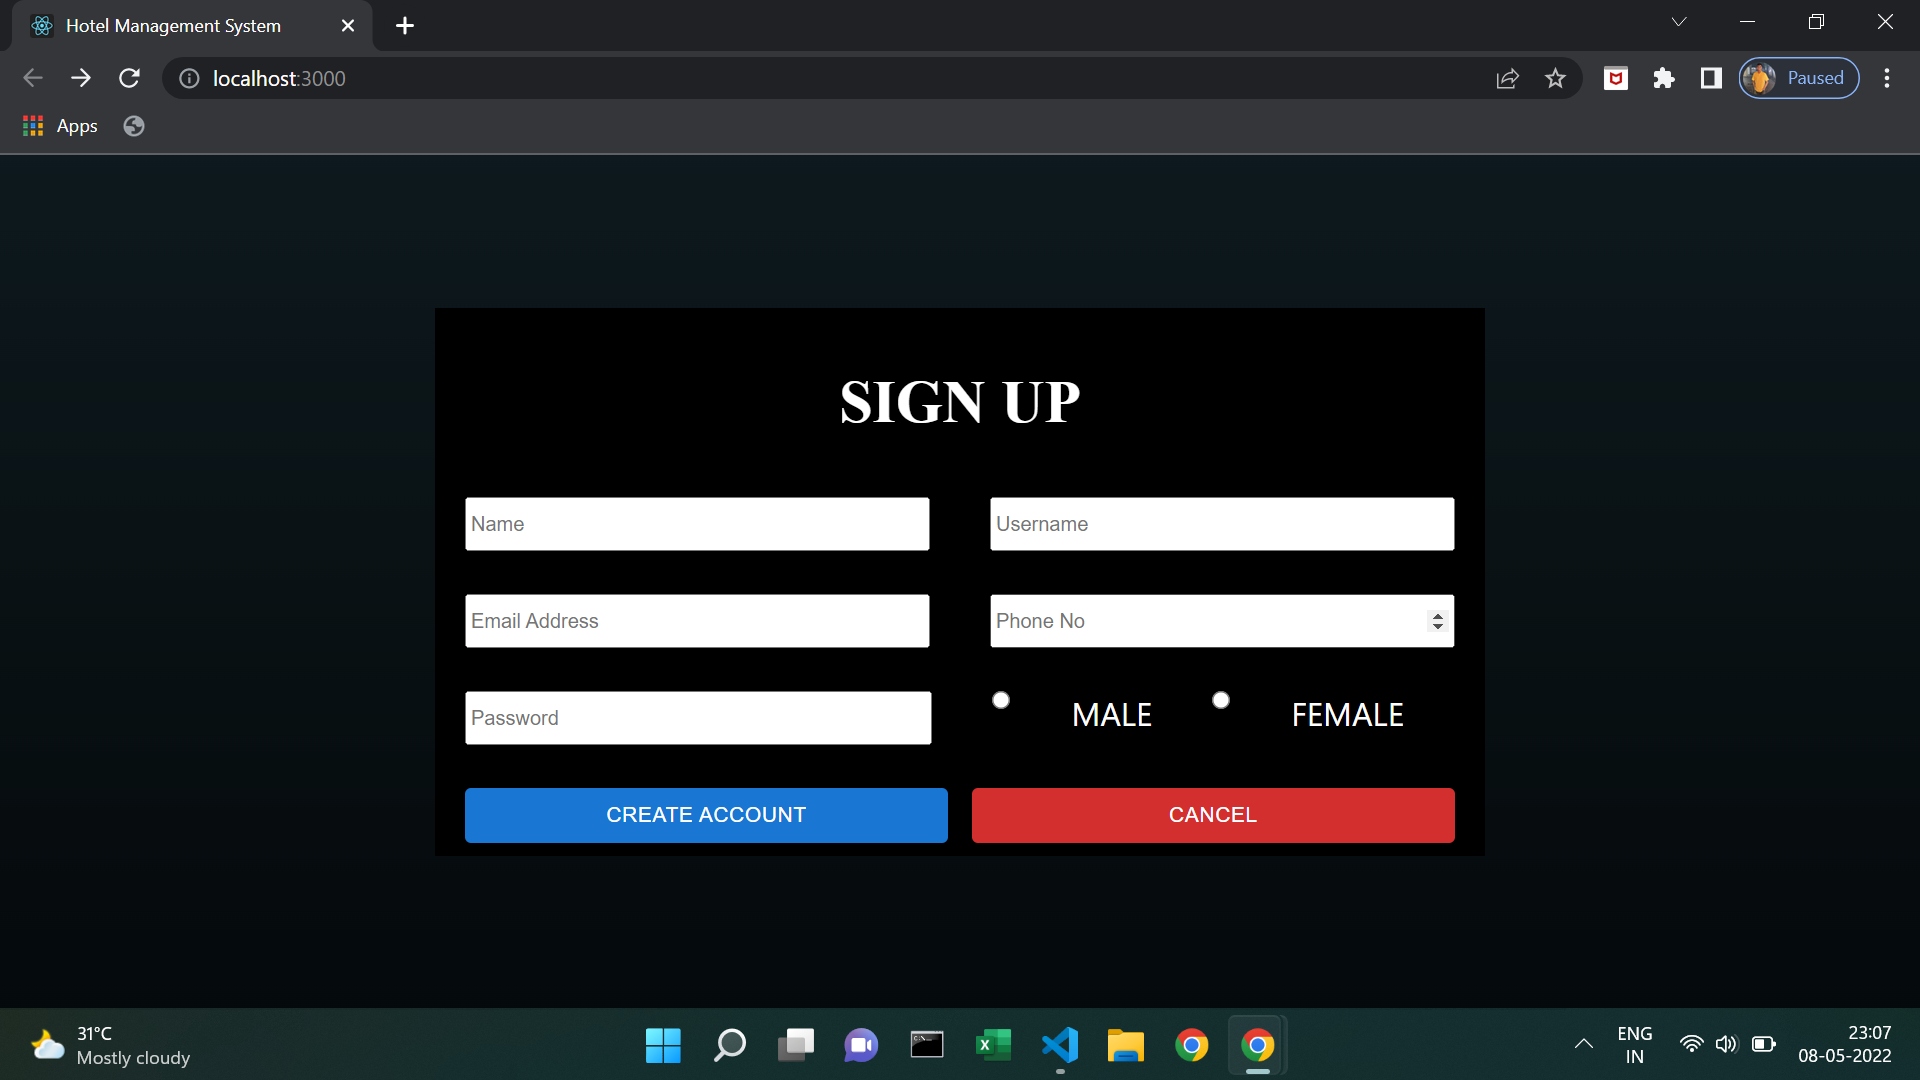 Hotel Management System
localhost:3000
Paused
Apps
SIGN UP
Name
Username
Email Address
Phone No
Password
MALE
FEMALE
CREATE ACCOUNT
CANCEL
31°C
Mostly cloudy
ENG
IN
23:07
08-05-2022